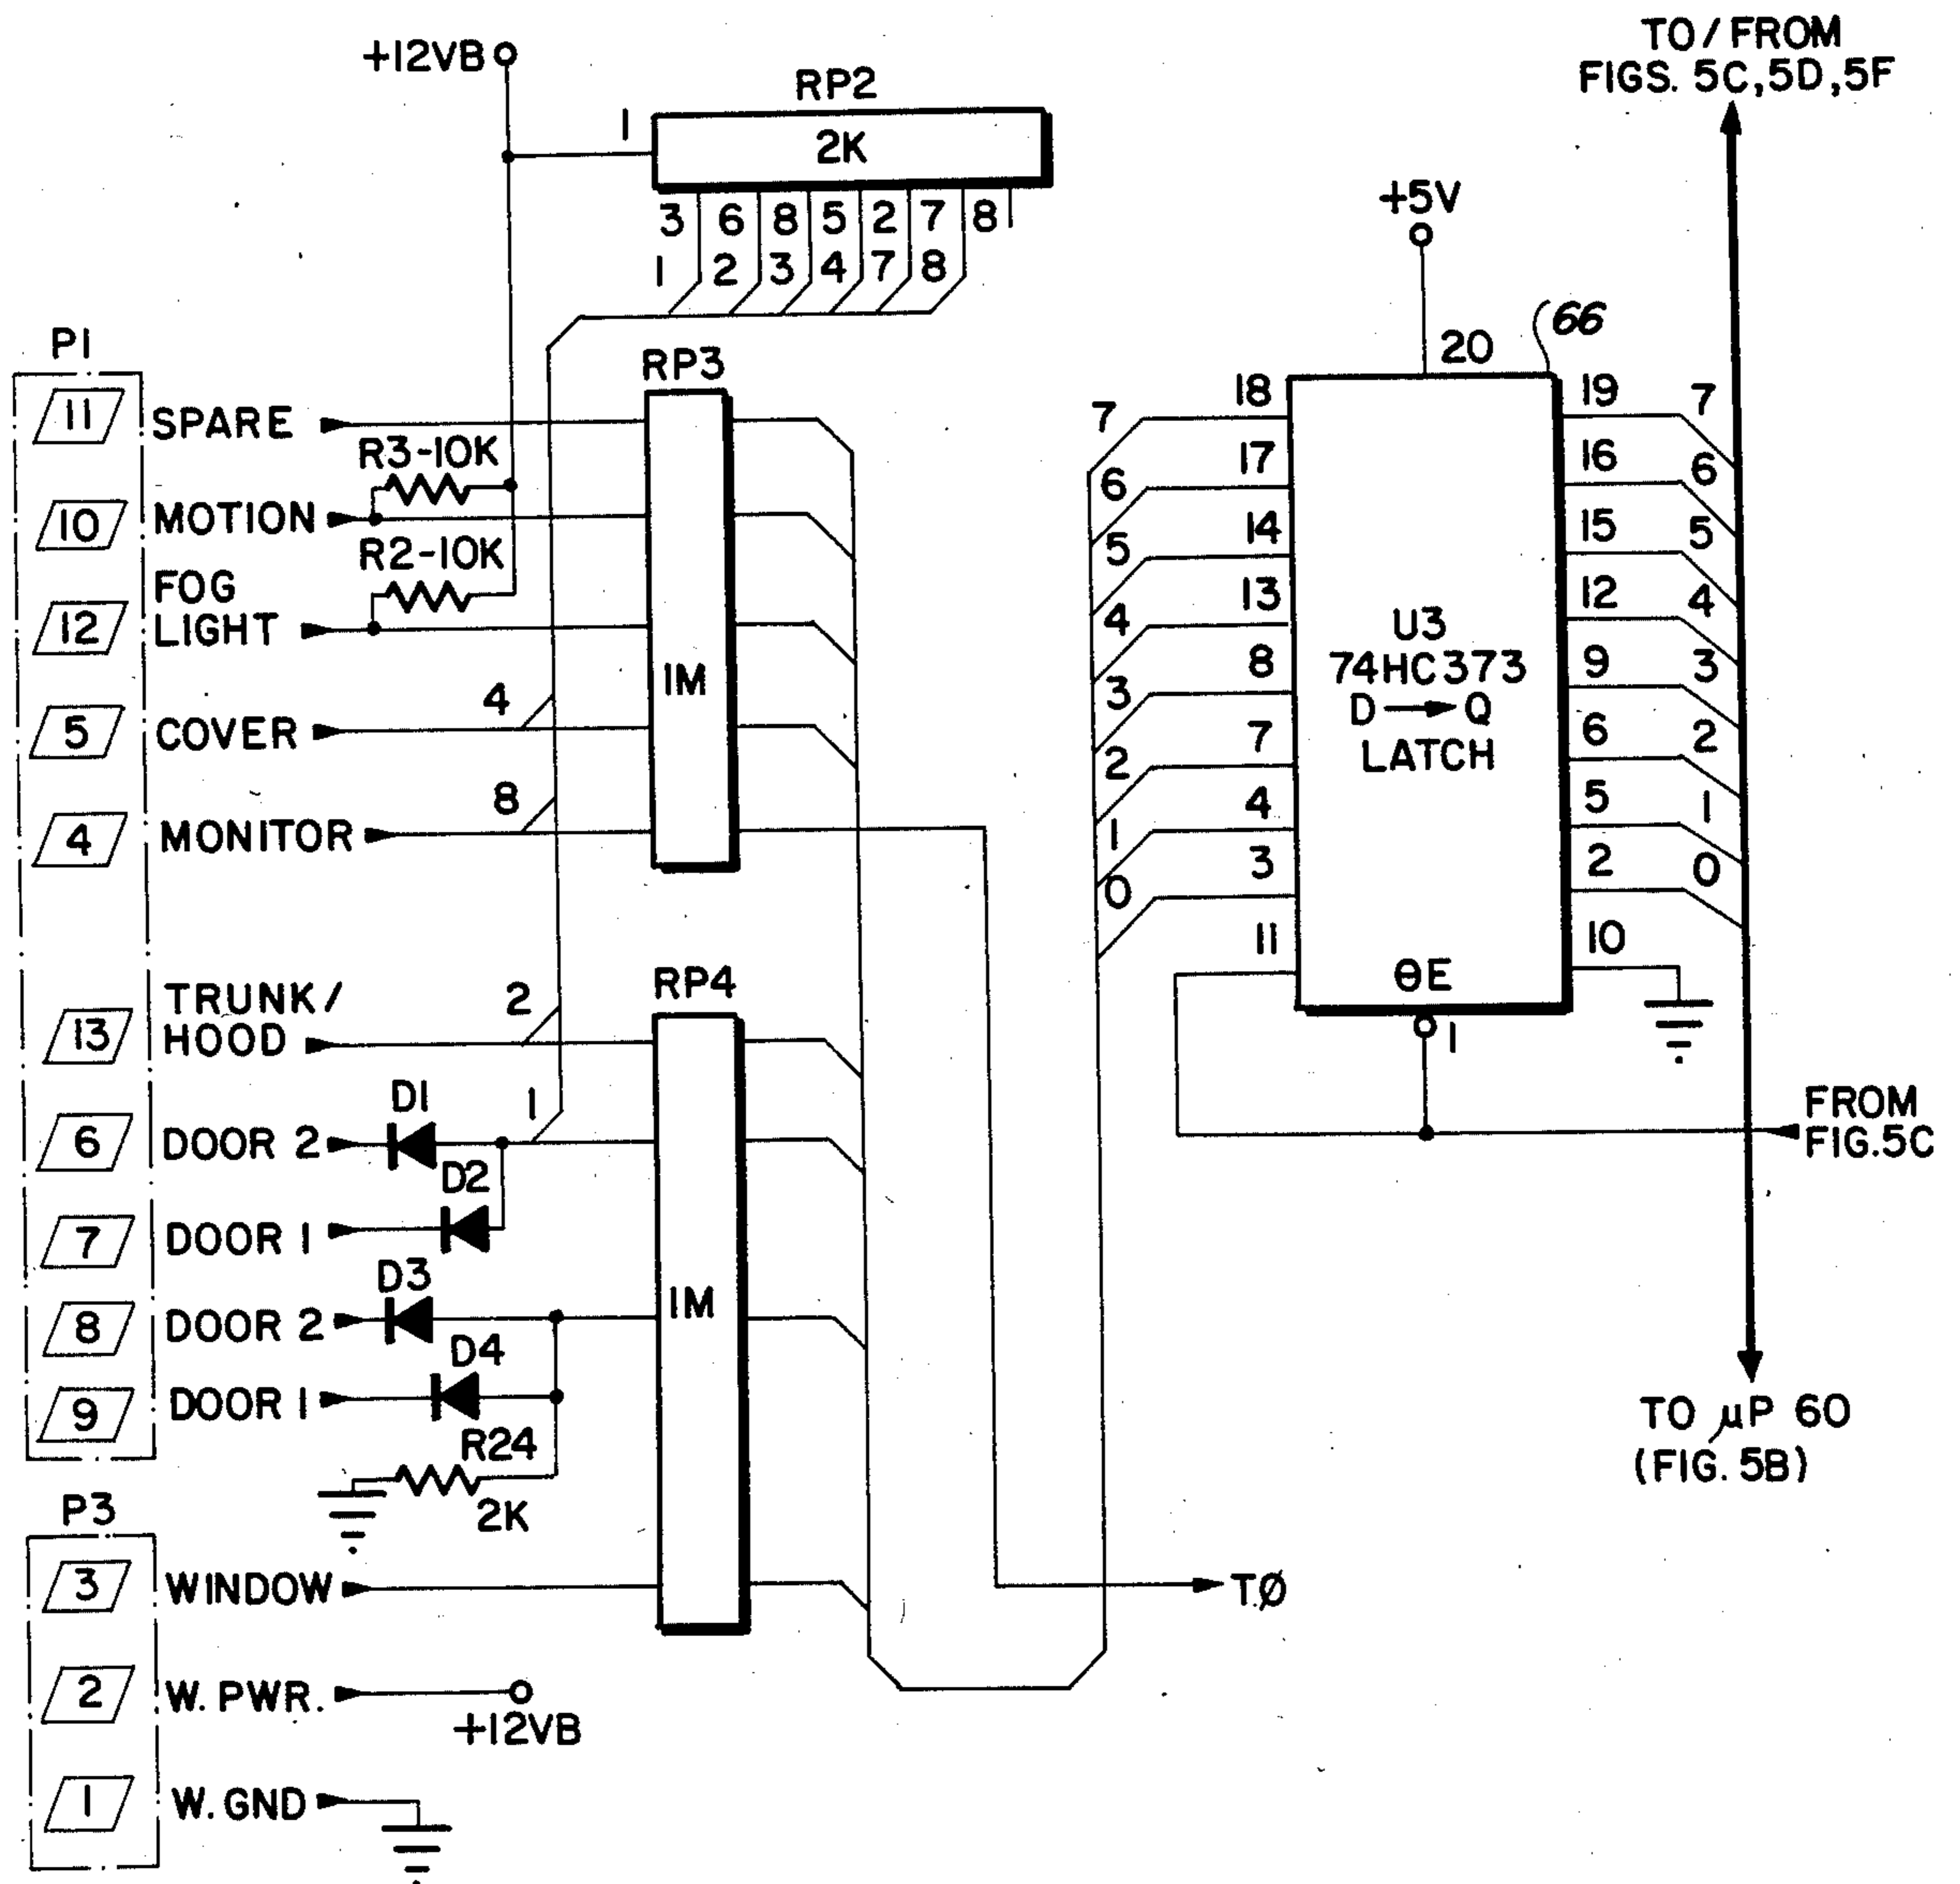 +12VB
RP2
1
2K
3 6 8 5 2 7 8
1 2 3 4 7 8
TO/FROM
FIGS. 5C,5D,5F
+5V
66
20
P1
11 SPARE
R3-10K
10 MOTION
R2-10K
12 FOG
LIGHT
5 COVER
4
4 MONITOR
8
RP3
1M
13 TRUNK/
HOOD
2
D1
1
6 DOOR 2
D2
7 DOOR 1
D3
8 DOOR 2
D4
9 DOOR 1
R24
2K
RP4
1M
P3
3 WINDOW
2 W. PWR.
+12VB
1 W. GND
TØ
7 18
6 17
5 14
4 13
3 8
2 7
1 4
0 3
11
U3
74HC373
D Q
LATCH
θE
1
19 7
16 6
15 5
12 4
9 3
6 2
5 1
2 0
10
FROM
FIG.5C
TO μP 60
(FIG. 5B)